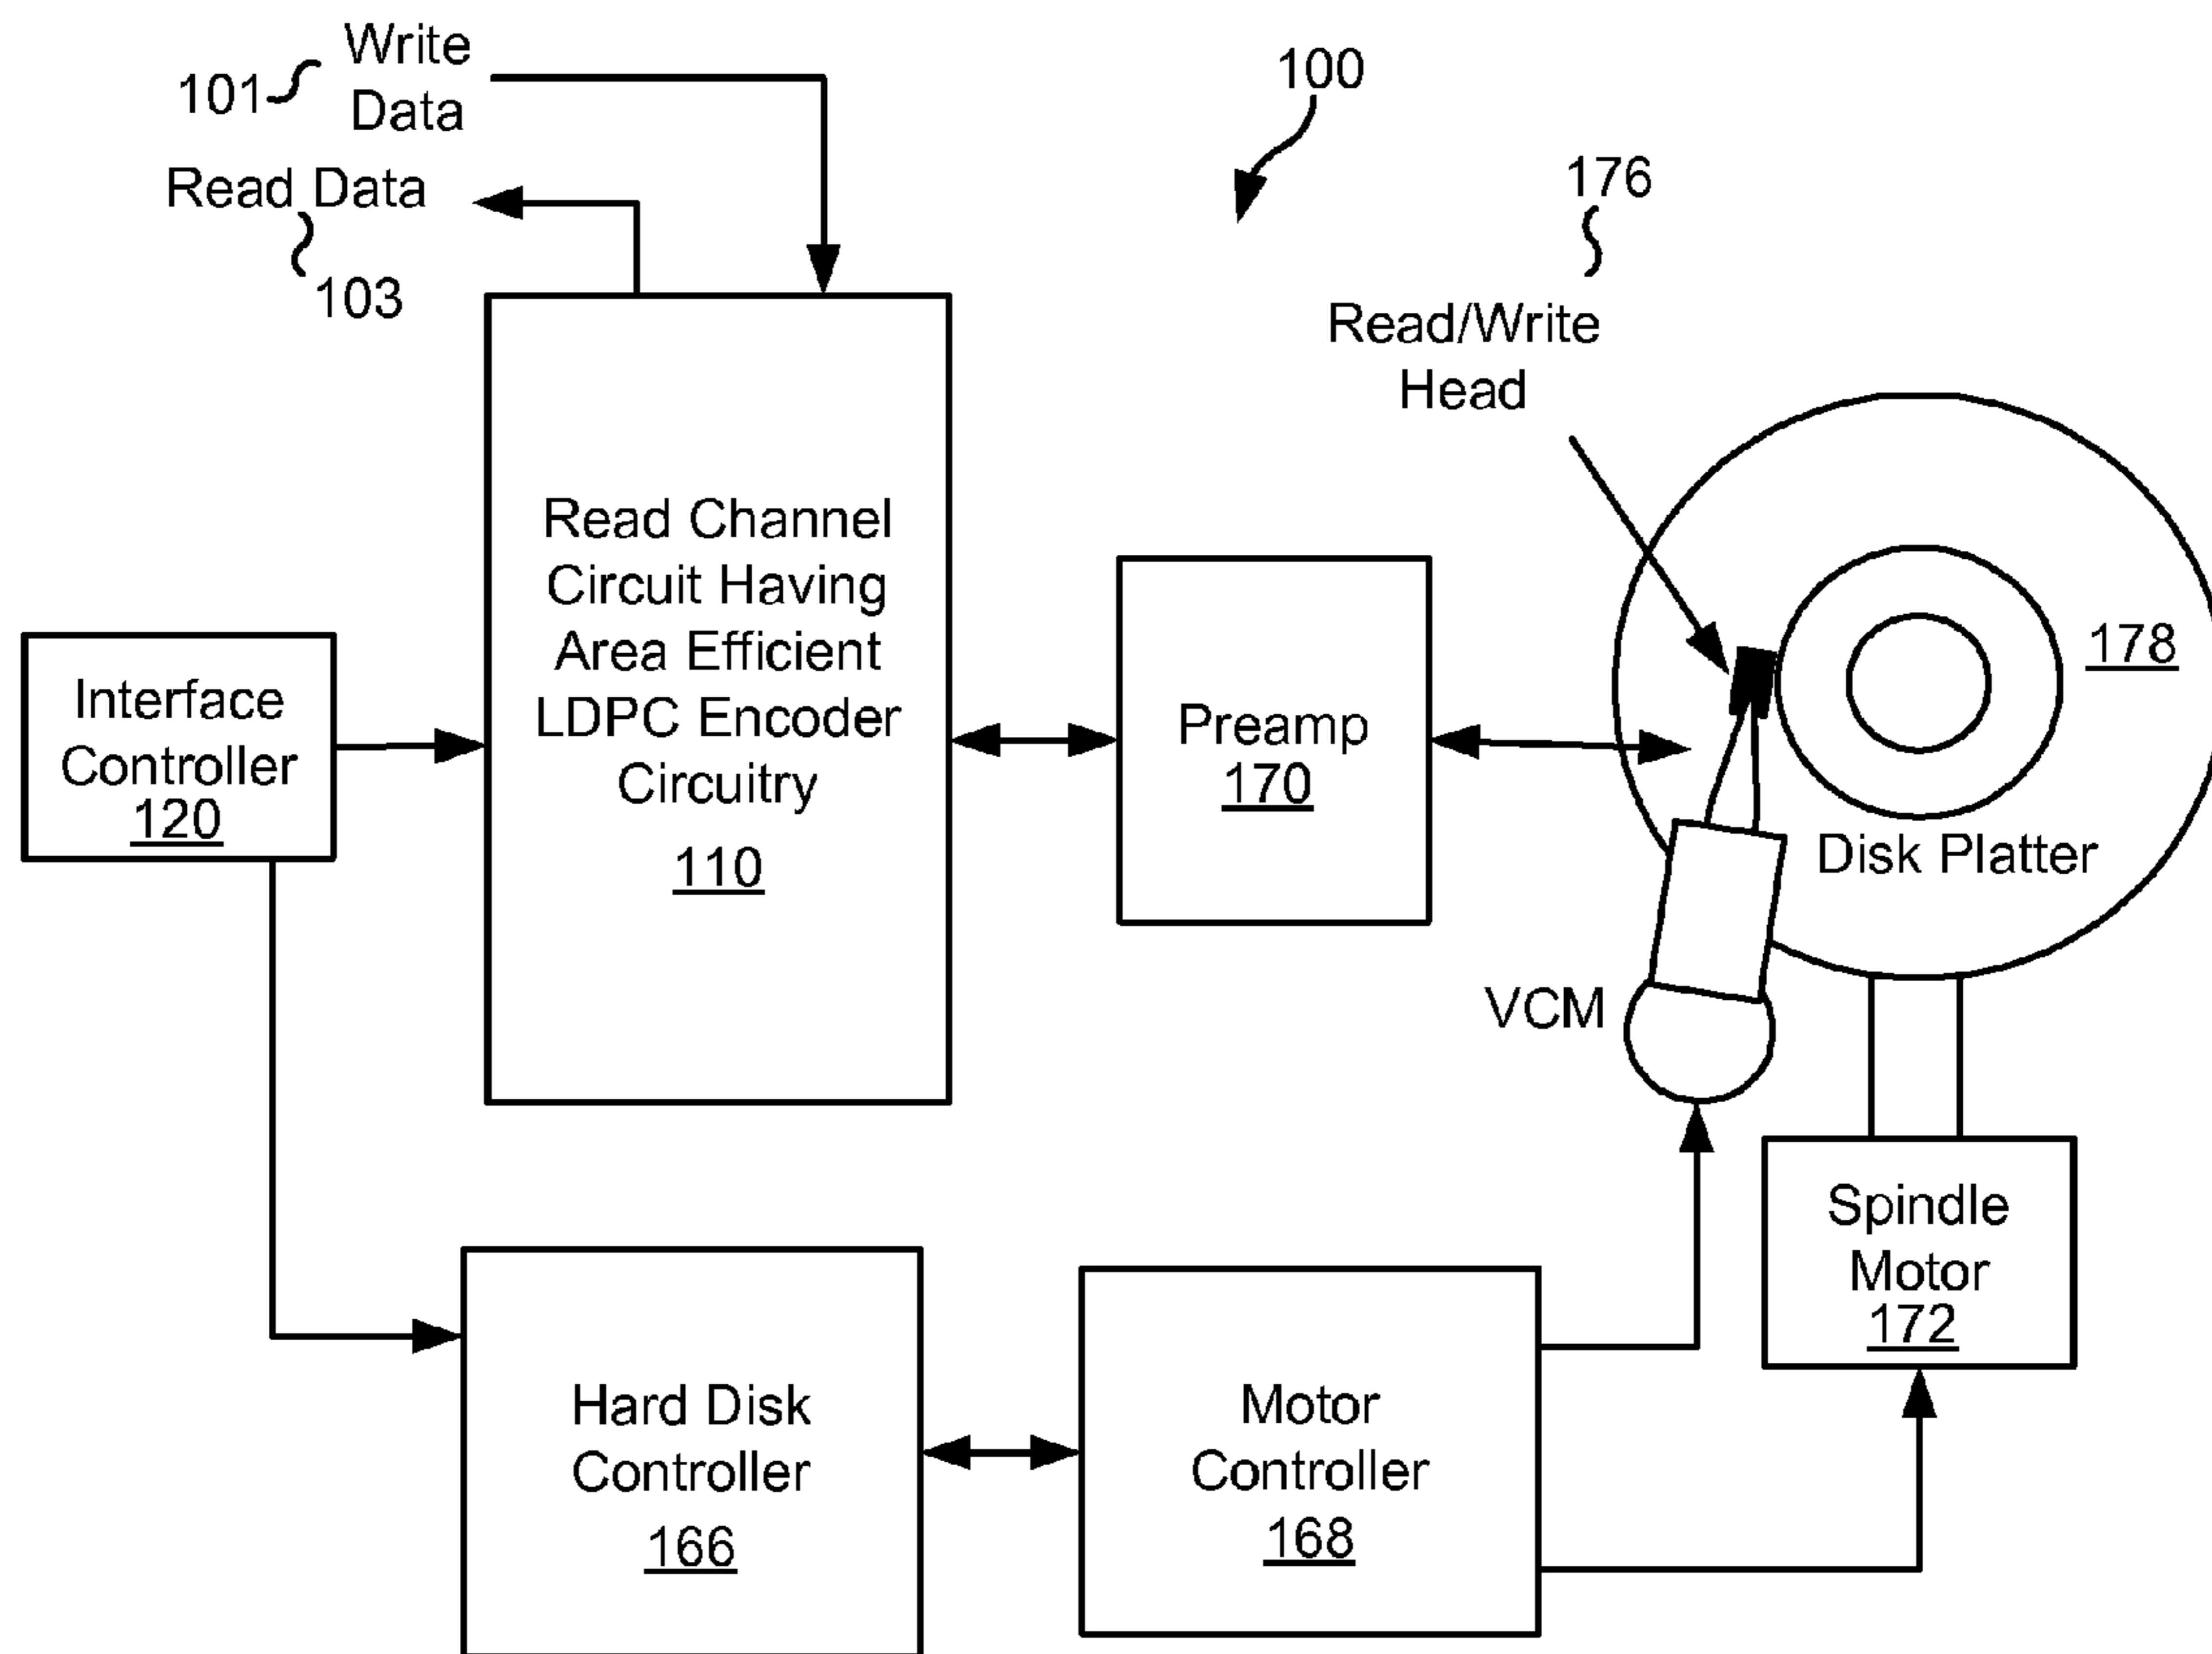 Write
Data
101
Read Data
103
100
176
Read/Write
Head
Read Channel
Circuit Having
Area Efficient
LDPC Encoder
Circuitry
110
Interface
Controller
120
Preamp
170
178
Disk Platter
VCM
Spindle
Motor
172
Hard Disk
Controller
166
Motor
Controller
168